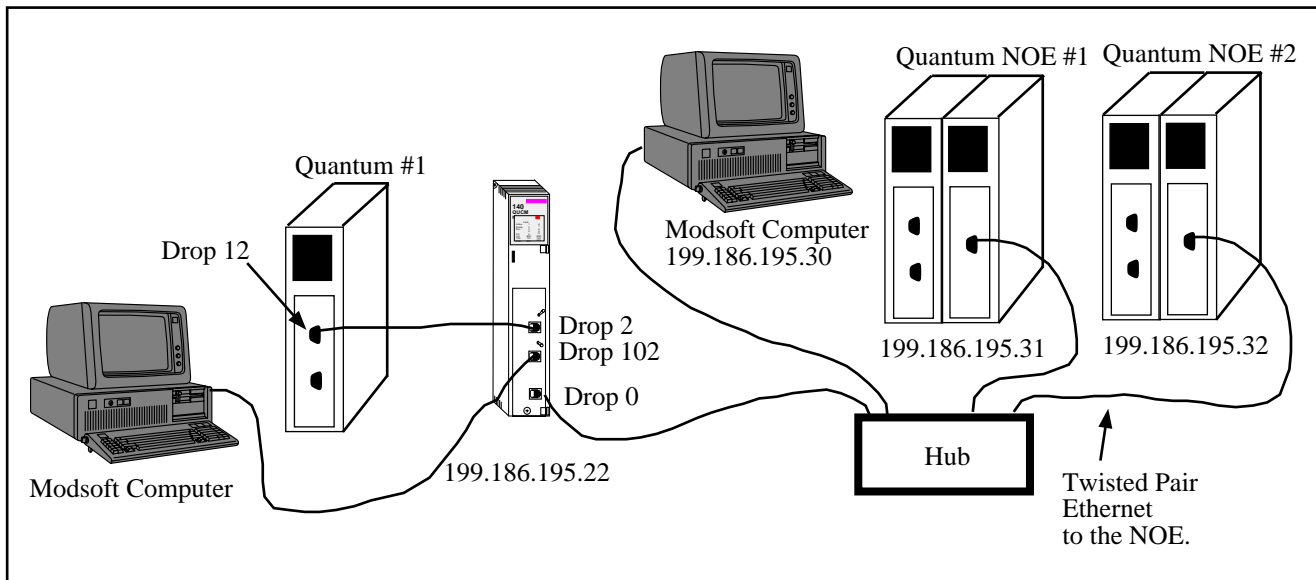 Quantum NOE #1
Quantum NOE #2
Quantum #1
140
QUCM
Drop 12
Modsoft Computer
199.186.195.30
Drop 2
Drop 102
Drop 0
199.186.195.31
199.186.195.32
199.186.195.22
Modsoft Computer
Hub
Twisted Pair
Ethernet
to the NOE.